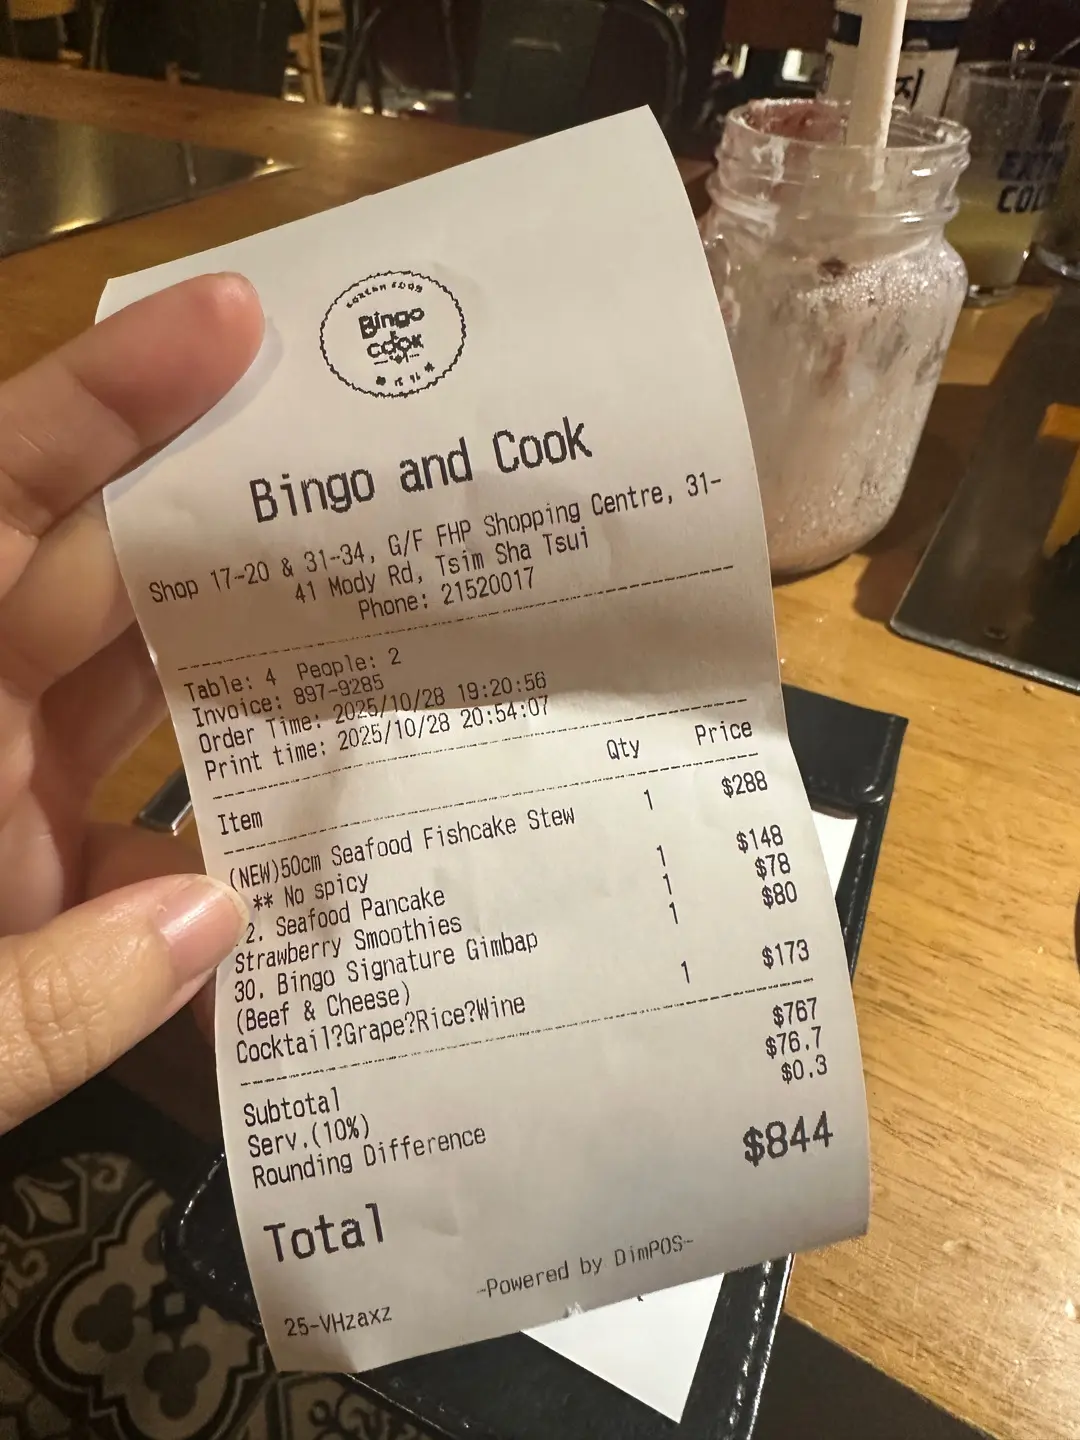 KOREAN FOOD
Bingo
&
cook
Bingo and Cook
Shop 17-20 & 31-34, G/F FHP Shopping Centre, 31-
41 Mody Rd, Tsim Sha Tsui
Phone: 21520017
Table: 4 People: 2
Invoice: 897-9285
Order Time: 2025/10/28 19:20:56
Print time: 2025/10/28 20:54:07
Item Qty Price
(NEW)50cm Seafood Fishcake Stew 1 $288
** No spicy
2. Seafood Pancake 1 $148
Strawberry Smoothies 1 $78
30. Bingo Signature Gimbap 1 $80
(Beef & Cheese)
Cocktail?Grape?Rice?Wine 1 $173
Subtotal $767
Serv.(10%) $76.7
Rounding Difference $0.3
Total $844
-Powered by DimPOS-
25-VHzaxz
EXTRA
COLD